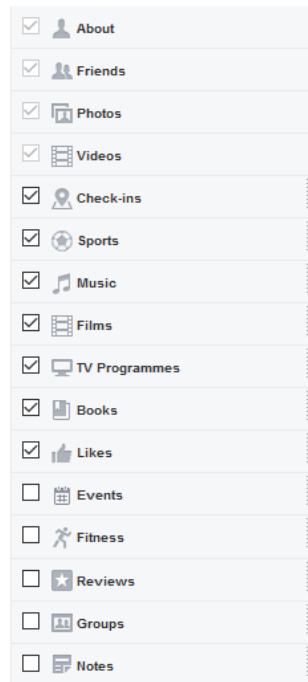 About
Friends
Photos
Videos
Check-ins
Sports
Music
Films
TV Programmes
Books
Likes
Events
Fitness
Reviews
Groups
Notes